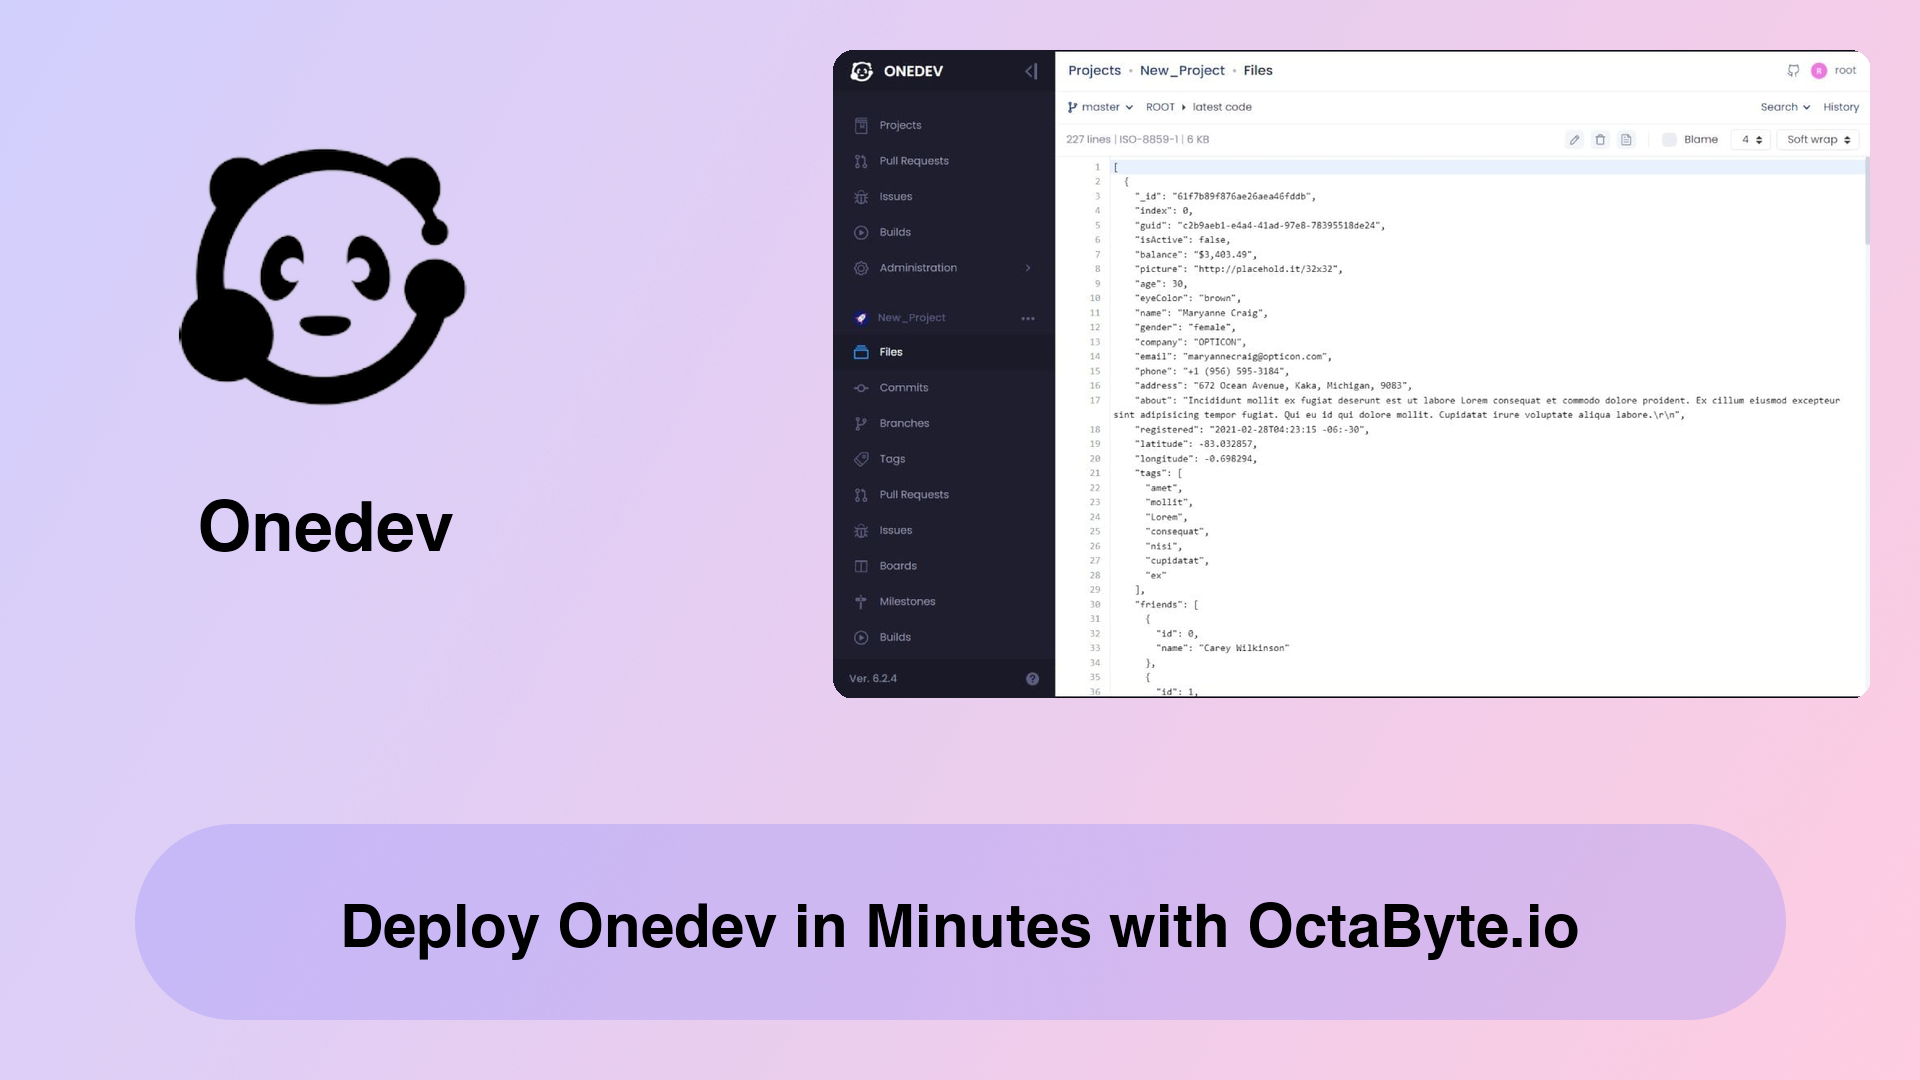 Onedev
ONEDEV
Projects
Pull Requests
Issues
Builds
Administration
New_Project
Files
Commits
Branches
Tags
Pull Requests
Issues
Boards
Milestones
Builds
Ver. 6.2.4
Projects • New_Project • Files
R root
master ROOT latest code Search History
227 lines | ISO-8859-1 | 6 KB Blame 4 Soft wrap
1 [
2 {
3 "_id": "61f7b89f876ae26aea46fddb",
4 "index": 0,
5 "guid": "c2b9aeb1-e4a4-41ad-97e8-78395518de24",
6 "isActive": false,
7 "balance": "$3,403.49",
8 "picture": "http://placehold.it/32x32",
9 "age": 30,
10 "eyeColor": "brown",
11 "name": "Maryanne Craig",
12 "gender": "female",
13 "company": "OPTICON",
14 "email": "maryannecraig@opticon.com",
15 "phone": "+1 (956) 595-3184",
16 "address": "672 Ocean Avenue, Kaka, Michigan, 9083",
17 "about": "Incididunt mollit ex fugiat deserunt est ut labore Lorem consequat et commodo dolore proident. Ex cillum eiusmod excepteur
sint adipisicing tempor fugiat. Qui eu id qui dolore mollit. Cupidatat irure voluptate aliqua labore.\r\n",
18 "registered": "2021-02-28T04:23:15 -06:-30",
19 "latitude": -83.032857,
20 "longitude": -0.698294,
21 "tags": [
22 "amet",
23 "mollit",
24 "Lorem",
25 "consequat",
26 "nisi",
27 "cupidatat",
28 "ex"
29 ],
30 "friends": [
31 {
32 "id": 0,
33 "name": "Carey Wilkinson"
34 },
35 {
36 "id": 1,
Deploy Onedev in Minutes with OctaByte.io